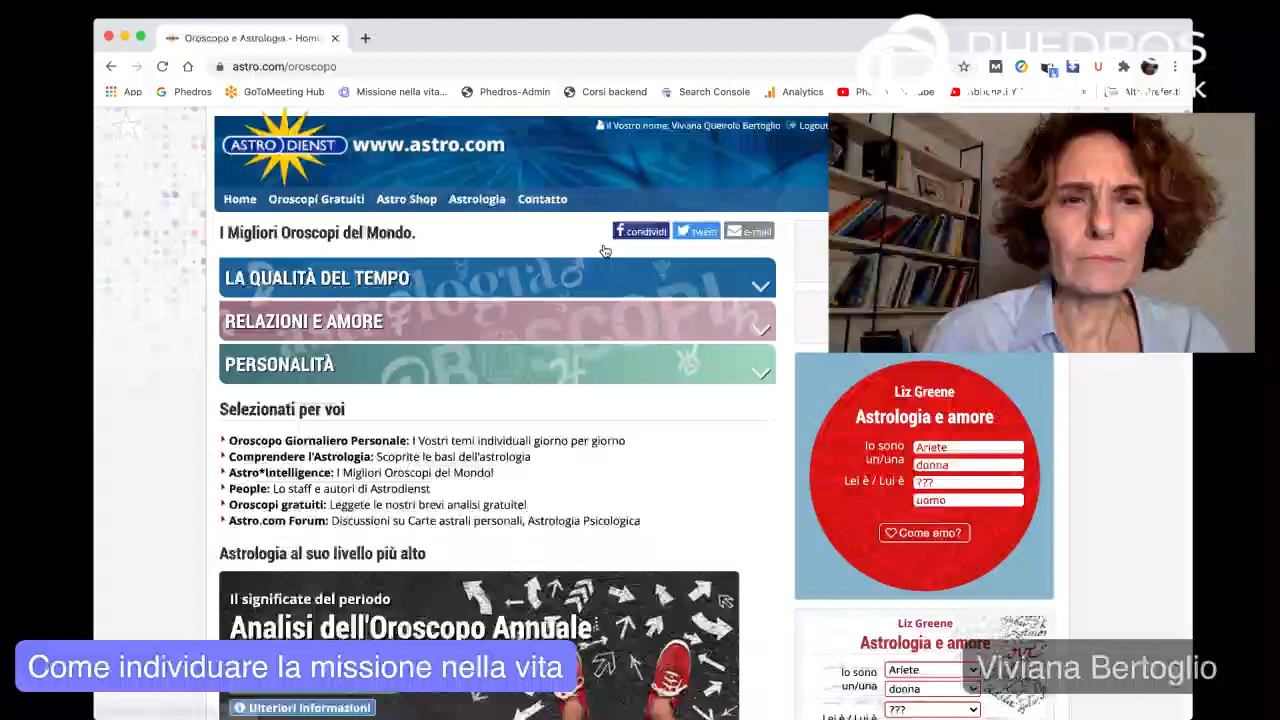 Oroscopo e Astrologia - Hom
PHEDROS
astro.com/oroscopo
App
Phedros
GoToMeeting Hub
Missione nella vita...
Phedros-Admin
Corsi backend
Search Console
Analytics
ASTRO DIENST
www.astro.com
il Vostro nome: Viviana Queirolo Bertoglio
Logout
Home
Oroscopi Gratuiti
Astro Shop
Astrologia
Contatto
I Migliori Oroscopi del Mondo.
condividi
tweet
e-mail
LA QUALITÀ DEL TEMPO
RELAZIONI E AMORE
PERSONALITÀ
Selezionati per voi
Oroscopo Giornaliero Personale: I Vostri temi individuali giorno per giorno
Comprendere l'Astrologia: Scoprite le basi dell'astrologia
Astro*Intelligence: I Migliori Oroscopi del Mondo!
People: Lo staff e autori di Astrodienst
Oroscopi gratuiti: Leggete le nostri brevi analisi gratuite!
Astro.com Forum: Discussioni su Carte astrali personali, Astrologia Psicologica
Astrologia al suo livello più alto
Il significate del periodo
Analisi dell'Oroscopo Annuale
Ulteriori informazioni
Liz Greene
Astrologia e amore
Io sono
un/una
Ariete
donna
Lei è / Lui è
???
uomo
Come amo?
Liz Greene
Astrologia e amore
Io sono
un/una
Ariete
donna
Lei è / Lui è
???
Come individuare la missione nella vita
Viviana Bertoglio